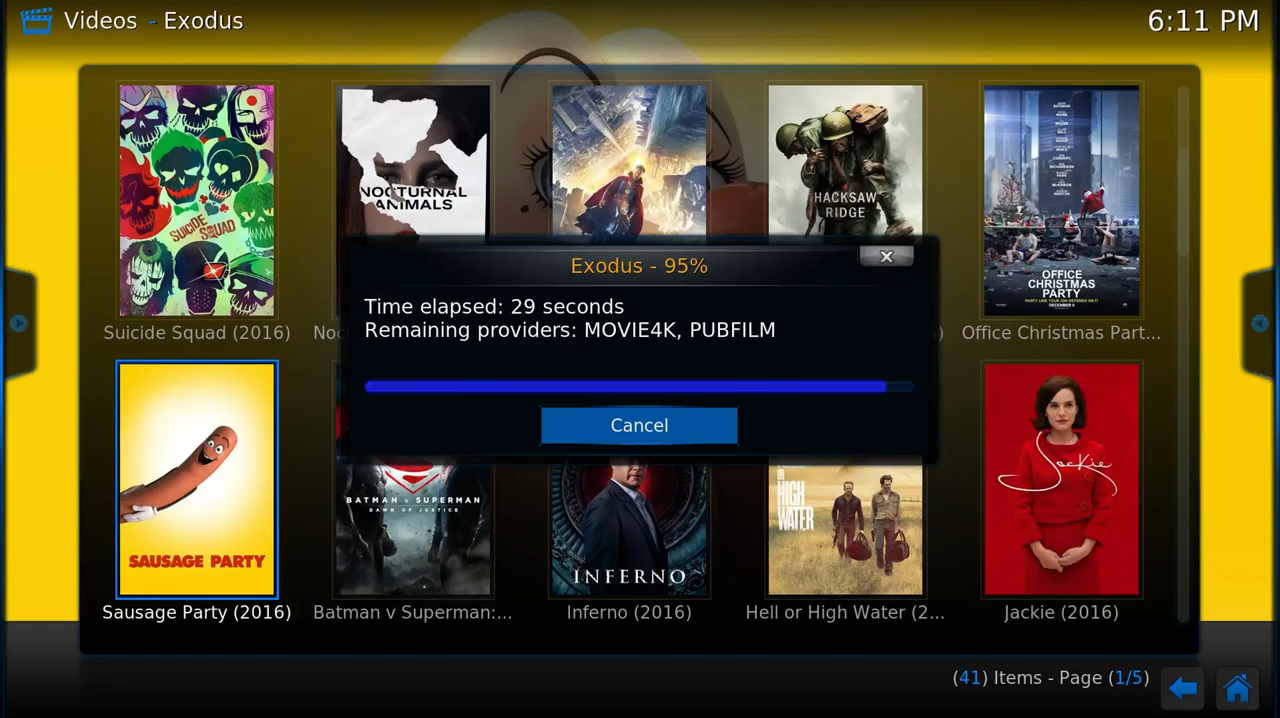 Videos - Exodus
6:11 PM
SUICIDE SQUAD
NOCTURNAL
ANIMALS
HACKSAW
RIDGE
OFFICE
CHRISTMAS
PARTY
Suicide Squad (2016)
Office Christmas Part...
Exodus - 95%
Time elapsed: 29 seconds
Remaining providers: MOVIE4K, PUBFILM
Cancel
SAUSAGE PARTY
BATMAN v SUPERMAN
DAWN OF JUSTICE
INFERNO
HIGH
WATER
Jackie
Sausage Party (2016)
Batman v Superman:...
Inferno (2016)
Hell or High Water (2...
Jackie (2016)
(41) Items - Page (1/5)